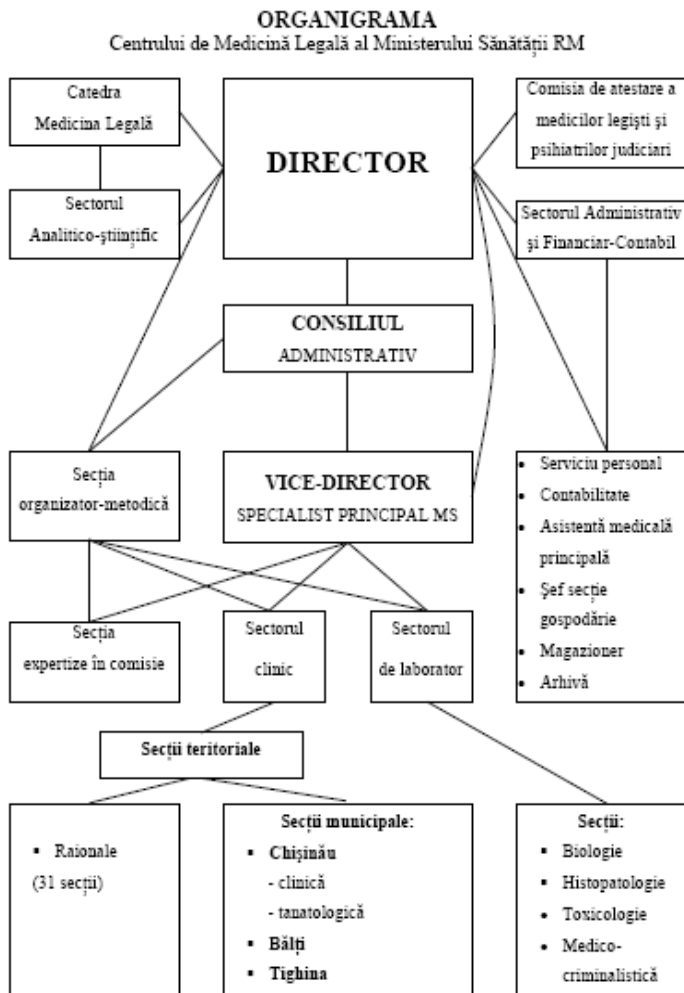 ORGANIGRAMA
Centrului de Medicină Legală al Ministerului Sănătății RM
Catedra
Medicina Legală
DIRECTOR
Comisia de atestare a
medicilor legiști și
psihiatrilor judiciari
Sectorul
Analitico-științific
Sectorul Administrativ
și Financiar-Contabil
CONSILIUL
ADMINISTRATIV
Secția
organizator-metodică
VICE-DIRECTOR
SPECIALIST PRINCIPAL MS
• Serviciu personal
• Contabilitate
• Asistentă medicală
principală
• Șef secție
gospodărie
• Magazioner
• Arhivă
Secția
expertize în comisie
Sectorul
clinic
Sectorul
de laborator
Secții teritoriale
▪ Raionale
(31 secții)
Secții municipale:
▪ Chișinău
- clinică
- tanatologică
▪ Bălți
▪ Tighina
Secții:
▪ Biologie
▪ Histopatologie
• Toxicologie
• Medico-
criminalistică